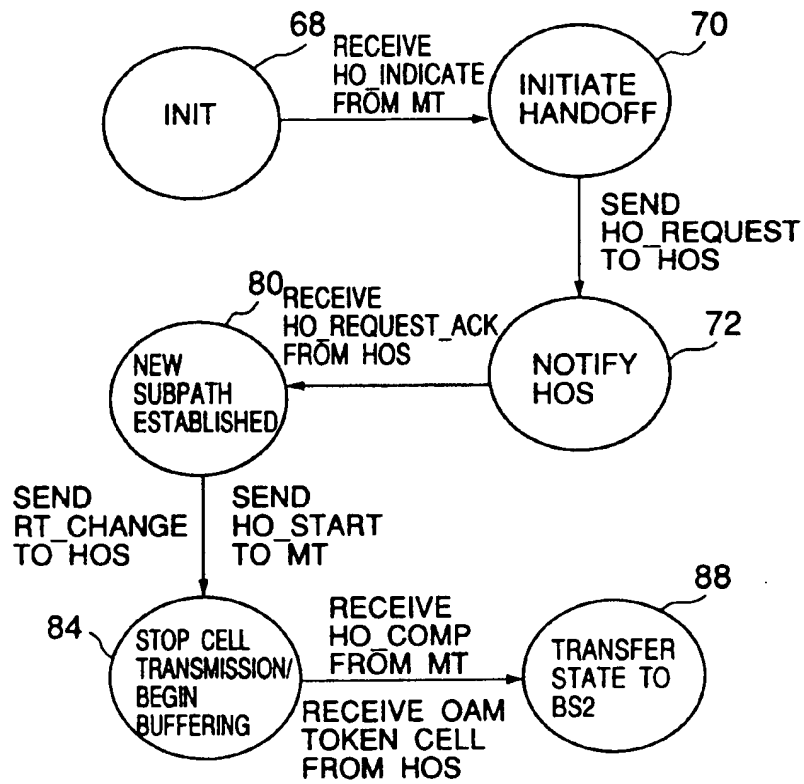 68
INIT
RECEIVE
HO_INDICATE
FROM MT
70
INITIATE
HANDOFF
SEND
HO_REQUEST
TO HOS
72
NOTIFY
HOS
RECEIVE
HO_REQUEST_ACK
FROM HOS
80
NEW
SUBPATH
ESTABLISHED
SEND
RT_CHANGE
TO HOS
SEND
HO_START
TO MT
84
STOP CELL
TRANSMISSION/
BEGIN
BUFFERING
RECEIVE
HO_COMP
FROM MT
RECEIVE OAM
TOKEN CELL
FROM HOS
88
TRANSFER
STATE TO
BS2